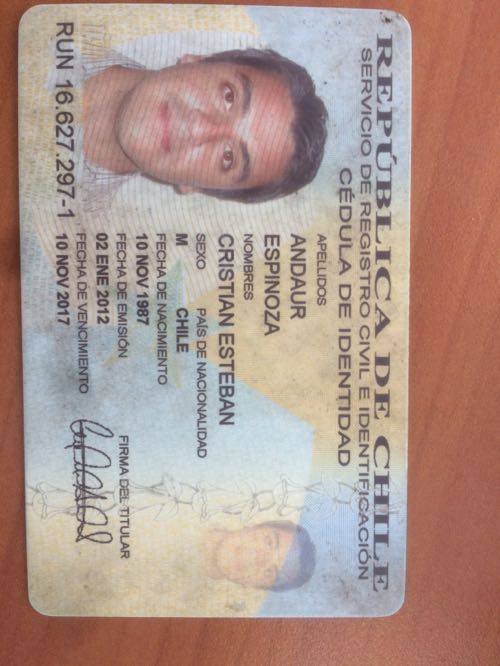 REPÚBLICA DE CHILE
SERVICIO DE REGISTRO CIVIL E IDENTIFICACIÓN
CÉDULA DE IDENTIDAD
APELLIDOS
ANDAUR
ESPINOZA
NOMBRES
CRISTIAN ESTEBAN
SEXO PAÍS DE NACIONALIDAD
M CHILE
FECHA DE NACIMIENTO
10 NOV 1987
FECHA DE EMISIÓN
02 ENE 2012
FECHA DE VENCIMIENTO
10 NOV 2017
FIRMA DEL TITULAR
RUN 16.627.297-1